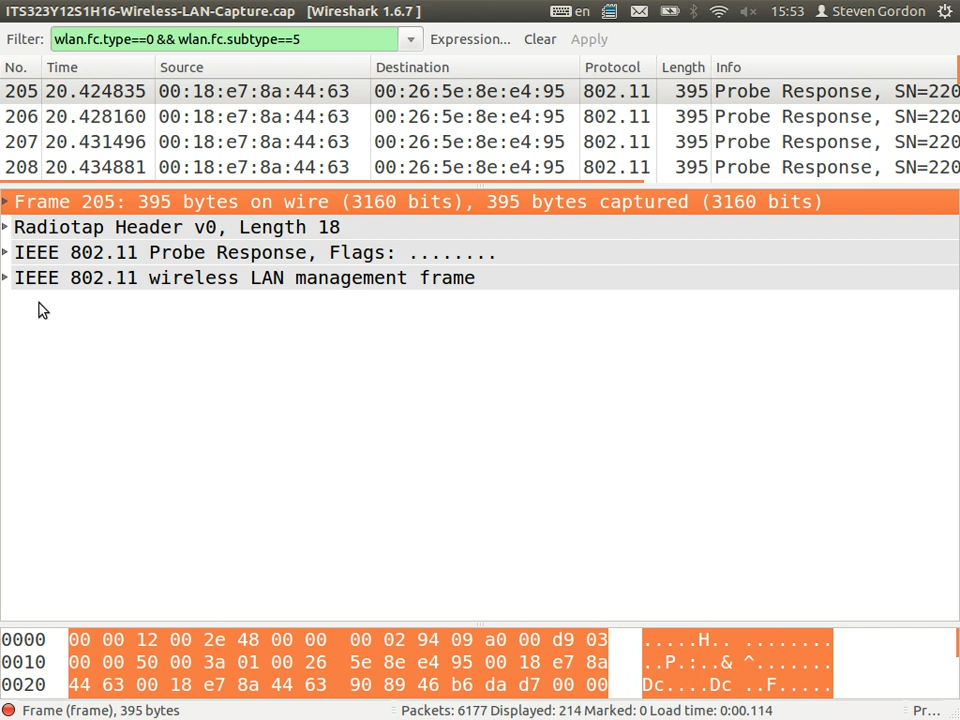 ITS323Y12S1H16-Wireless-LAN-Capture.cap [Wireshark 1.6.7 ] en 15:53 Steven Gordon
Filter: wlan.fc.type==0 && wlan.fc.subtype==5 Expression... Clear Apply
No. Time Source Destination Protocol Length Info
205 20.424835 00:18:e7:8a:44:63 00:26:5e:8e:e4:95 802.11 395 Probe Response, SN=220
206 20.428160 00:18:e7:8a:44:63 00:26:5e:8e:e4:95 802.11 395 Probe Response, SN=220
207 20.431496 00:18:e7:8a:44:63 00:26:5e:8e:e4:95 802.11 395 Probe Response, SN=220
208 20.434881 00:18:e7:8a:44:63 00:26:5e:8e:e4:95 802.11 395 Probe Response, SN=220
Frame 205: 395 bytes on wire (3160 bits), 395 bytes captured (3160 bits)
Radiotap Header v0, Length 18
IEEE 802.11 Probe Response, Flags: ........
IEEE 802.11 wireless LAN management frame
0000 00 00 12 00 2e 48 00 00 00 02 94 09 a0 00 d9 03 .....H.. ........
0010 00 00 50 00 3a 01 00 26 5e 8e e4 95 00 18 e7 8a ..P.:..& ^.......
0020 44 63 00 18 e7 8a 44 63 90 89 46 b6 da d7 00 00 Dc....Dc ..F.....
Frame (frame), 395 bytes Packets: 6177 Displayed: 214 Marked: 0 Load time: 0:00.114 Pr...